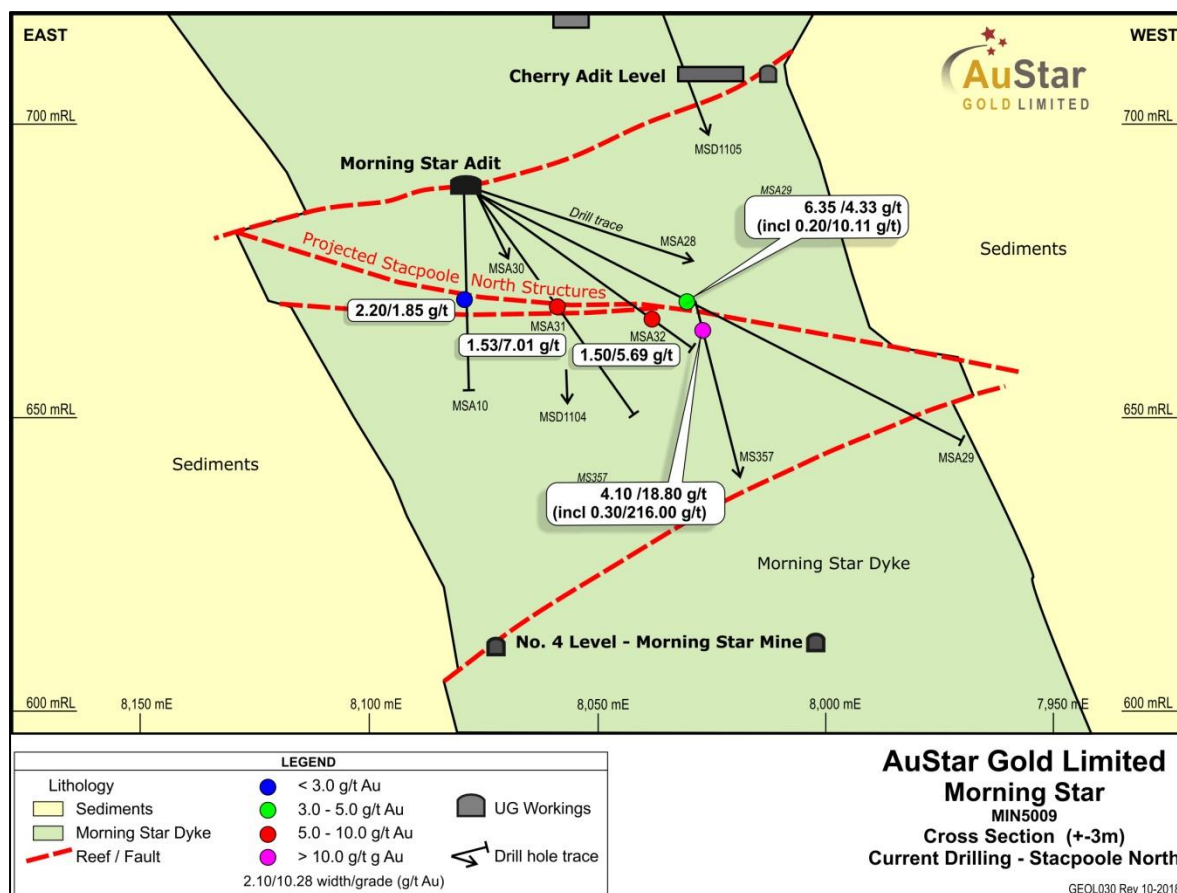 EAST
WEST
AuStar
GOLD LIMITED
Cherry Adit Level
700 mRL
700 mRL
MSD1105
Morning Star Adit
MSA29
6.35 /4.33 g/t
(incl 0.20/10.11 g/t)
Drill trace
MSA28
Sediments
MSA30
Projected Stacpoole North Structures
2.20/1.85 g/t
MSA31
MSA32
1.53/7.01 g/t
1.50/5.69 g/t
MSA10
MSD1104
650 mRL
650 mRL
MS357
MSA29
Sediments
MS357
4.10 /18.80 g/t
(incl 0.30/216.00 g/t)
Morning Star Dyke
No. 4 Level - Morning Star Mine
600 mRL
8,150 mE
8,100 mE
8,050 mE
8,000 mE
7,950 mE
600 mRL
LEGEND
Lithology
Sediments
Morning Star Dyke
Reef / Fault
< 3.0 g/t Au
3.0 - 5.0 g/t Au
5.0 - 10.0 g/t Au
> 10.0 g/t g Au
2.10/10.28 width/grade (g/t Au)
UG Workings
Drill hole trace
AuStar Gold Limited
Morning Star
MIN5009
Cross Section (+-3m)
Current Drilling - Stacpoole North
GEOL030 Rev 10-2018